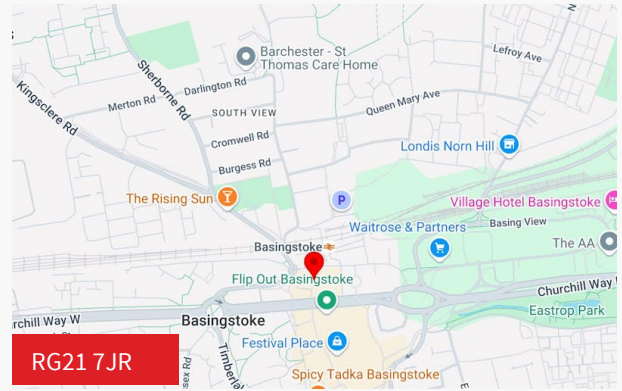 N
Barchester - St
Thomas Care Home
Lefroy Ave
Sherborne Rd
Kingsclere Rd
Darlington Rd
Merton Rd
SOUTH VIEW
Queen Mary Ave
Cromwell Rd
Londis Norn Hill
Burgess Rd
The Rising Sun
P
Village Hotel Basingstoke
Waitrose & Partners
Basing View
Basingstoke
The AA
Flip Out Basingstoke
Churchill Way
Eastrop Park
rchill Way W
Basingstoke
Festival Place
RG21 7JR
sex Rd
Timberla
Spicy Tadka Basingstoke
E